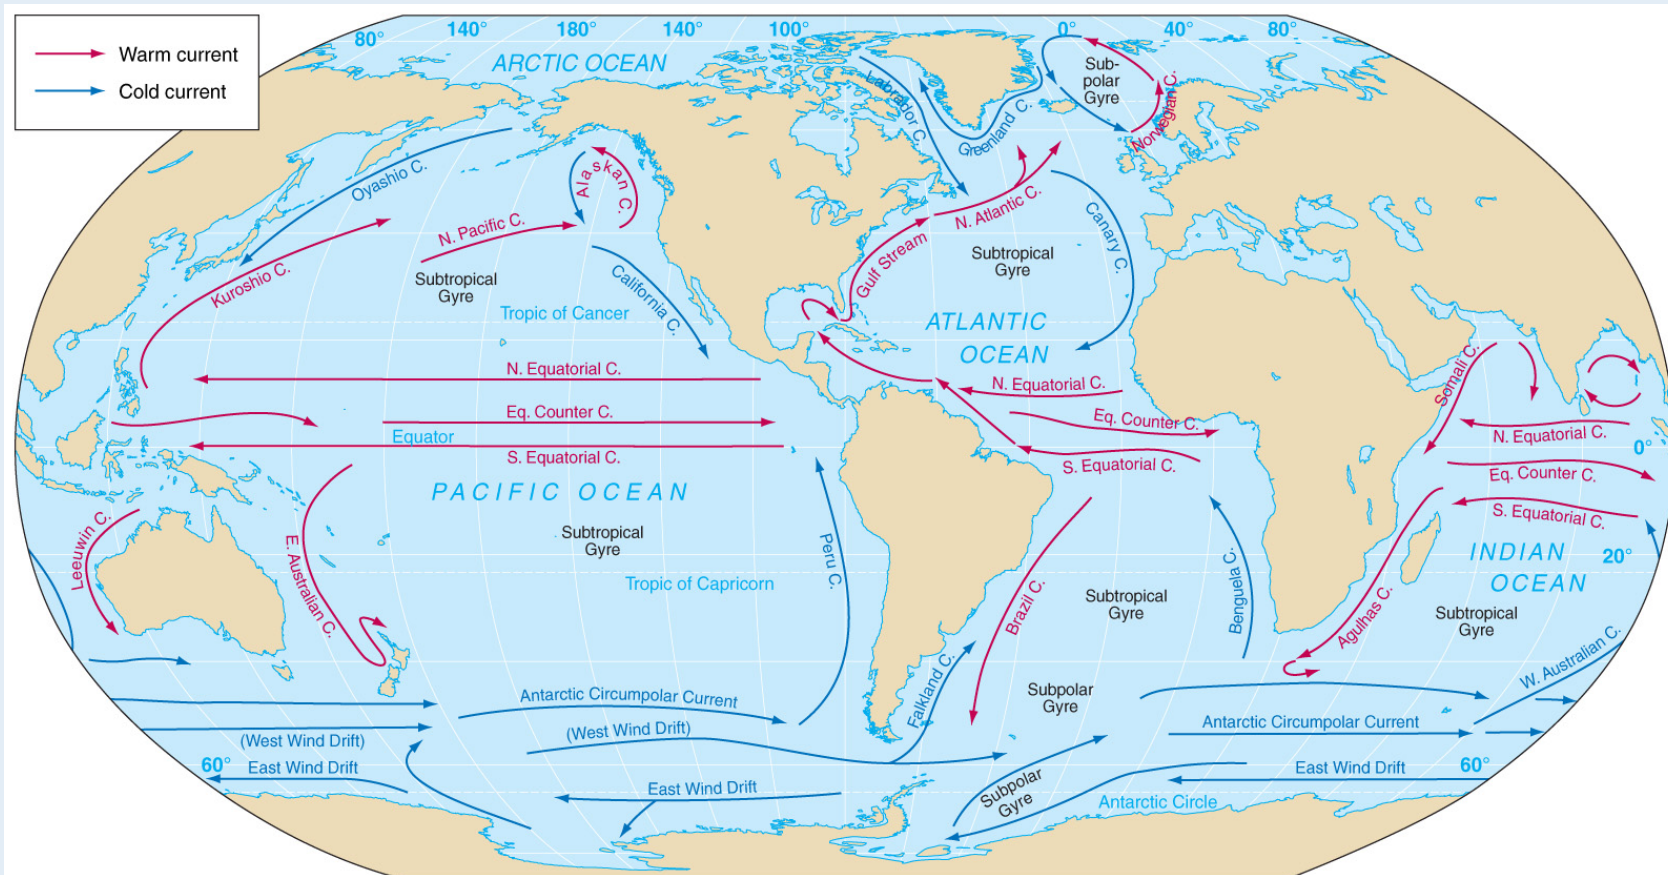 Warm current
Cold current
80°
140°
180°
140°
100°
0°
40°
80°
ARCTIC OCEAN
Sub-
polar
Gyre
Labrador C.
Greenland C.
Norwegian C.
Oyashio C.
Alaskan C.
N. Pacific C.
N. Atlantic C.
Canary C.
Kuroshio C.
Subtropical
Gyre
California C.
Gulf Stream
Subtropical
Gyre
Tropic of Cancer
ATLANTIC
OCEAN
N. Equatorial C.
N. Equatorial C.
Somali C.
Eq. Counter C.
Eq. Counter C.
N. Equatorial C.
Equator
0°
S. Equatorial C.
S. Equatorial C.
Eq. Counter C.
PACIFIC OCEAN
S. Equatorial C.
Leeuwin C.
E. Australian C.
Subtropical
Gyre
Peru C.
Tropic of Capricorn
Brazil C.
Subtropical
Gyre
Benguela C.
INDIAN
OCEAN
20°
Agulhas C.
Subtropical
Gyre
W. Australian C.
Antarctic Circumpolar Current
(West Wind Drift)
Falkland C.
Subpolar
Gyre
Antarctic Circumpolar Current
(West Wind Drift)
60°
East Wind Drift
East Wind Drift
Subpolar
Gyre
East Wind Drift
60°
Antarctic Circle